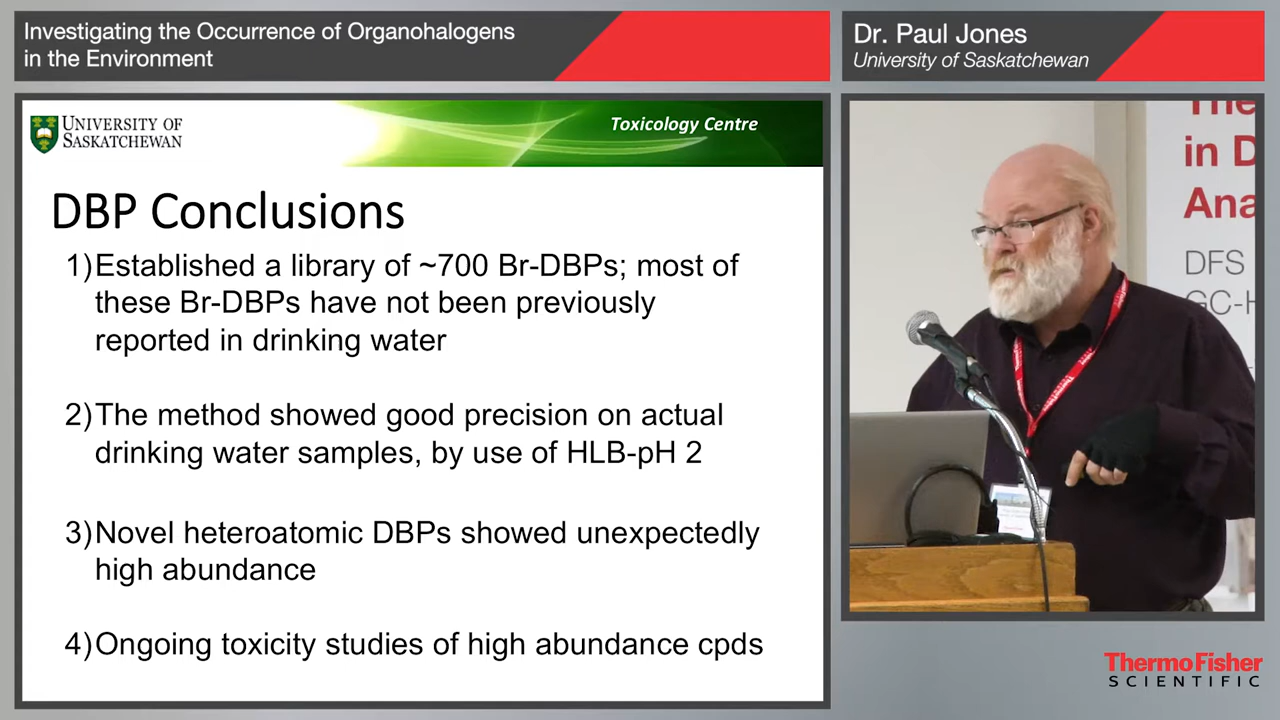 Investigating the Occurrence of Organohalogens
in the Environment
Dr. Paul Jones
University of Saskatchewan
UNIVERSITY OF
SASKATCHEWAN
Toxicology Centre
DBP Conclusions
1) Established a library of ~700 Br-DBPs; most of
these Br-DBPs have not been previously
reported in drinking water
2) The method showed good precision on actual
drinking water samples, by use of HLB-pH 2
3) Novel heteroatomic DBPs showed unexpectedly
high abundance
4) Ongoing toxicity studies of high abundance cpds
in D
Ana
DFS
ThermoFisher
SCIENTIFIC